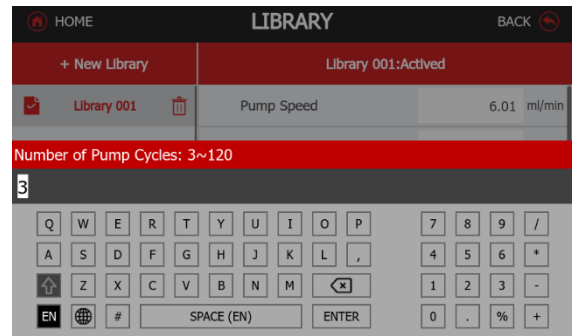 HOME LIBRARY BACK
+ New Library Library 001:Actived
Library 001 Pump Speed 6.01 ml/min
Number of Pump Cycles: 3~120
3
Q W E R T Y U I O P 7 8 9 /
A S D F G H J K L , 4 5 6 *
Z X C V B N M 1 2 3 -
EN # SPACE (EN) ENTER 0 . % +